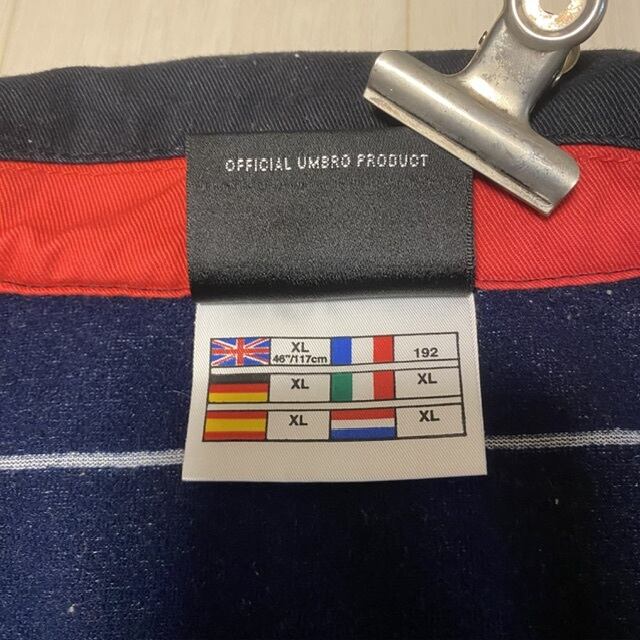 OFFICIAL UMBRO PRODUCT
XL
46"/117cm
192
XL
XL
XL
XL